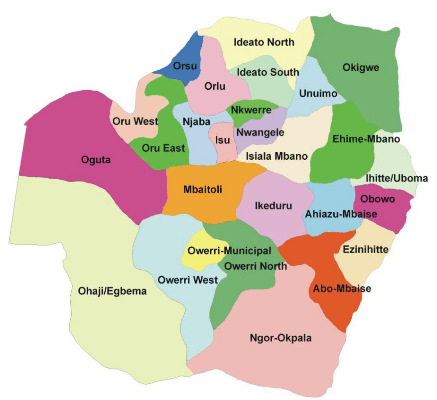 Ideato North
Orsu
Okigwe
Ideato South
Orlu
Unuimo
Nkwerre
Oru West
Njaba
Nwangele
Isu
Ehime-Mbano
Oru East
Isiala Mbano
Oguta
Ihitte/Uboma
Mbaitoli
Obowo
Ikeduru
Ahiazu-Mbaise
Owerri-Municipal
Ezinihitte
Owerri North
Owerri West
Ohaji/Egbema
Abo-Mbaise
Ngor-Okpala